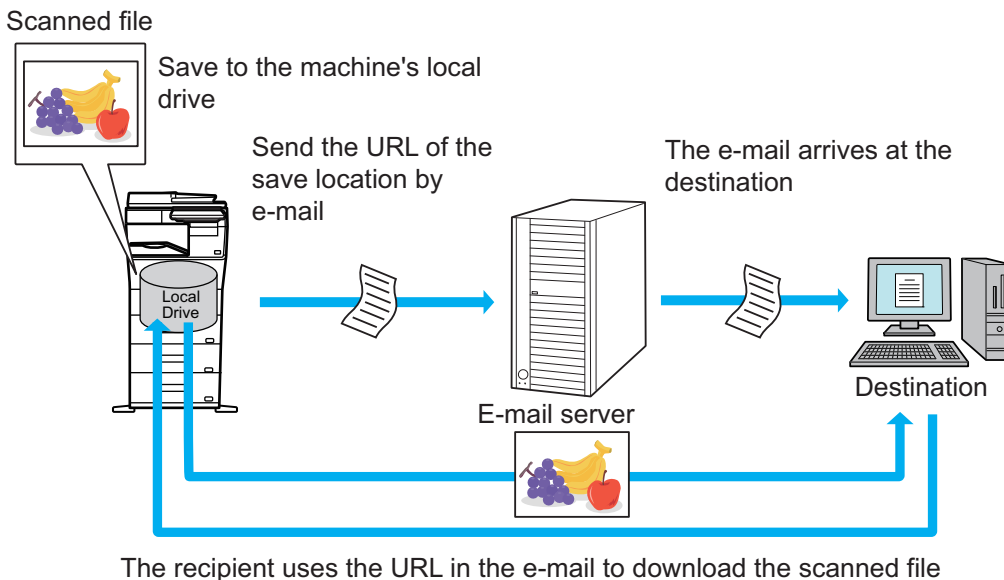 Scanned file
Save to the machine's local
drive
Send the URL of the
save location by
e-mail
The e-mail arrives at the
destination
Local
Drive
E-mail server
Destination
The recipient uses the URL in the e-mail to download the scanned file